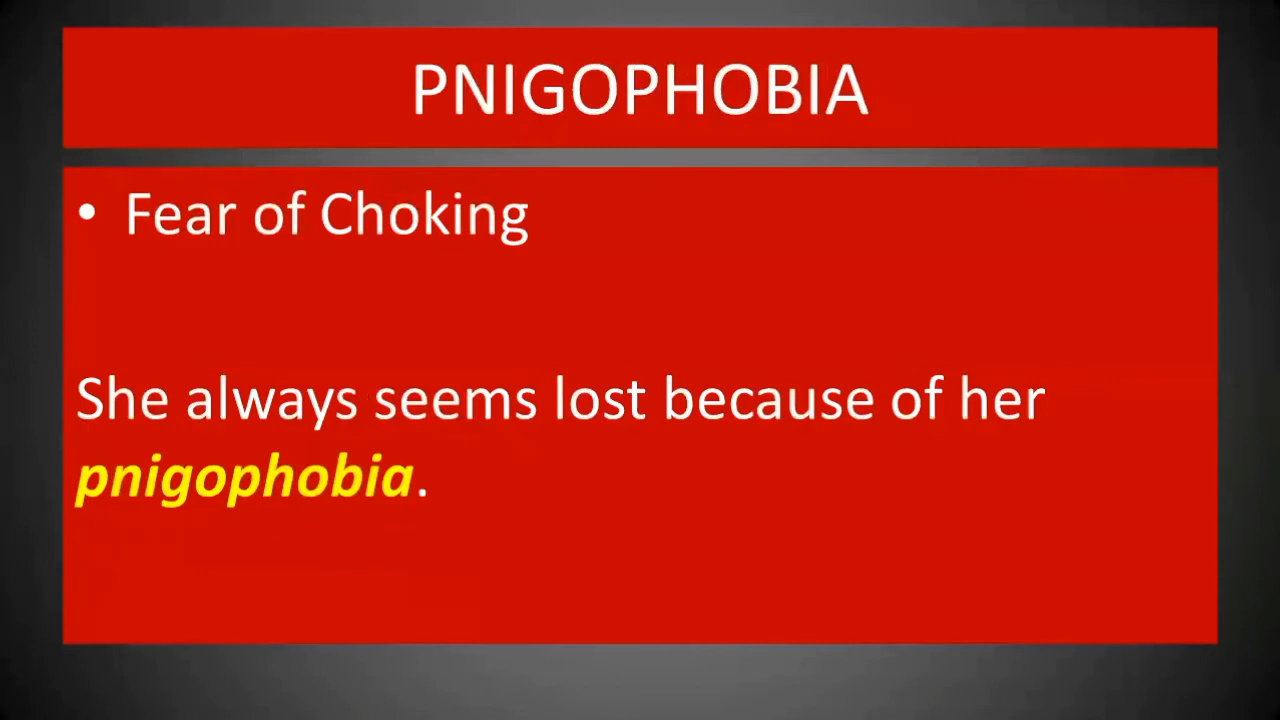 PNIGOPHOBIA
• Fear of Choking
She always seems lost because of her
pnigophobia.